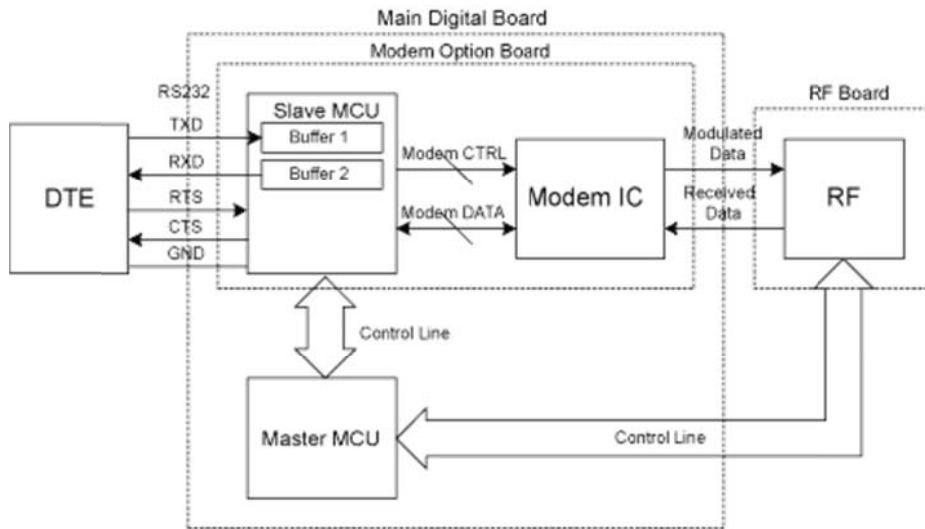 Main Digital Board
Modem Option Board
RS232
Slave MCU
RF Board
TXD
Buffer 1
Modulated
Data
RXD
Buffer 2
Modem CTRL
DTE
Modem IC
RF
RTS
Modem DATA
Received
Data
CTS
GND
Control Line
Master MCU
Control Line